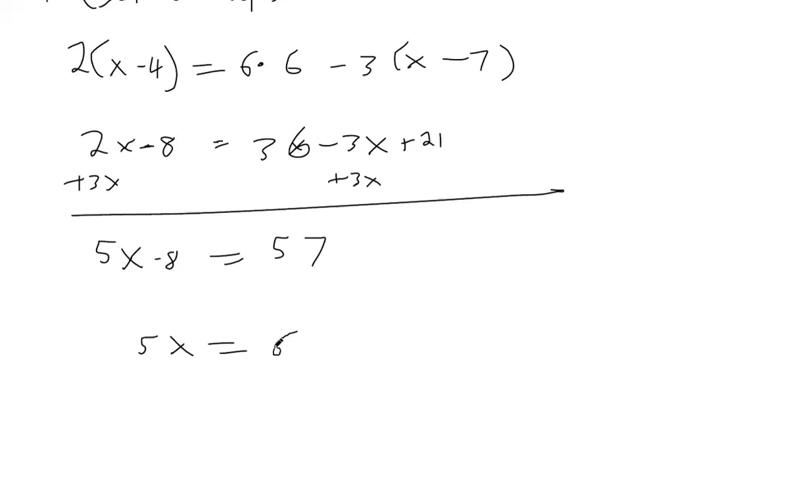 2(x-4) = 6・6 - 3(x-7)
2x-8 = 36-3x+21
+3x +3x
5x-8 = 57
5x = 6